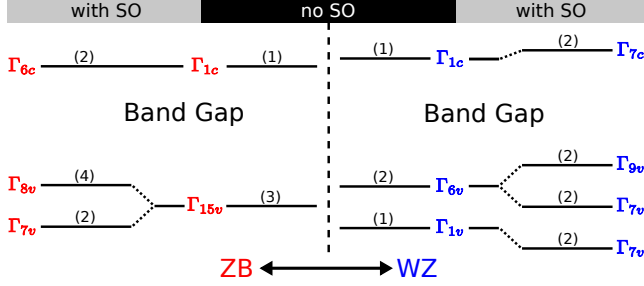 with SO no SO with SO
(2) (1) (1) (2)
Γ6c Γ1c Γ1c Γ7c
Band Gap Band Gap
(4) (2) (2) Γ9v
Γ8v Γ6v
(2) (3) (2)
Γ7v Γ15v (1) Γ1v Γ7v
(2) Γ7v
ZB WZ